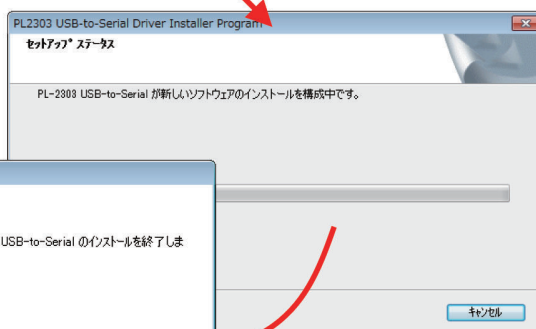 PL2303 USB-to-Serial Driver Installer Program
セットアップ ステータス
PL-2303 USB-to-Serial が新しいソフトウェアのインストールを構成中です。
USB-to-Serial のインストールを終了しま
キャンセル